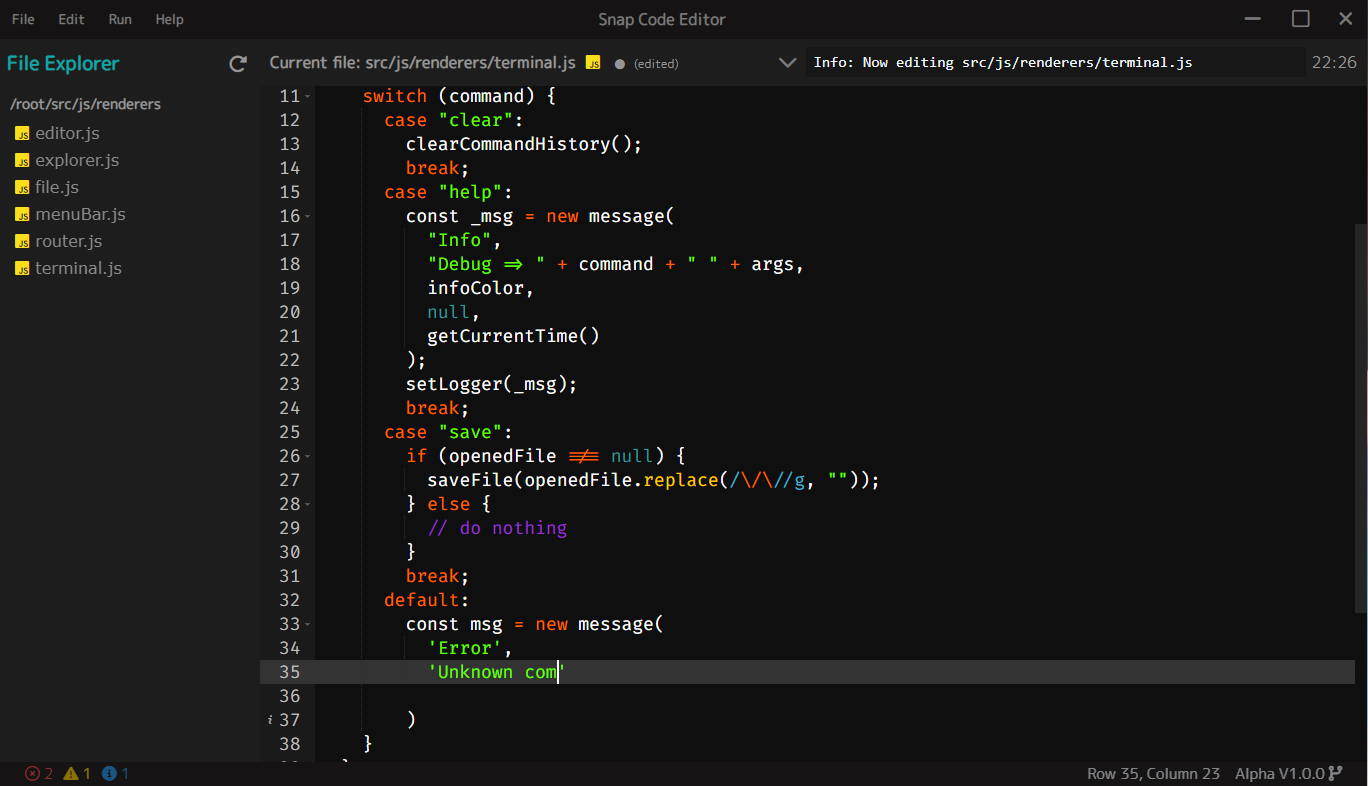 File Edit Run Help Snap Code Editor
File Explorer Current file: src/js/renderers/terminal.js JS (edited) Info: Now editing src/js/renderers/terminal.js 22:26
/root/src/js/renderers
JS editor.js
JS explorer.js
JS file.js
JS menuBar.js
JS router.js
JS terminal.js
11 switch (command) {
12 case "clear":
13 clearCommandHistory();
14 break;
15 case "help":
16 const _msg = new message(
17 "Info",
18 "Debug => " + command + " " + args,
19 infoColor,
20 null,
21 getCurrentTime()
22 );
23 setLogger(_msg);
24 break;
25 case "save":
26 if (openedFile !== null) {
27 saveFile(openedFile.replace(/\/\//g, ""));
28 } else {
29 // do nothing
30 }
31 break;
32 default:
33 const msg = new message(
34 'Error',
35 'Unknown com'
36
i 37 )
38 }
2 1 i 1 Row 35, Column 23 Alpha V1.0.0